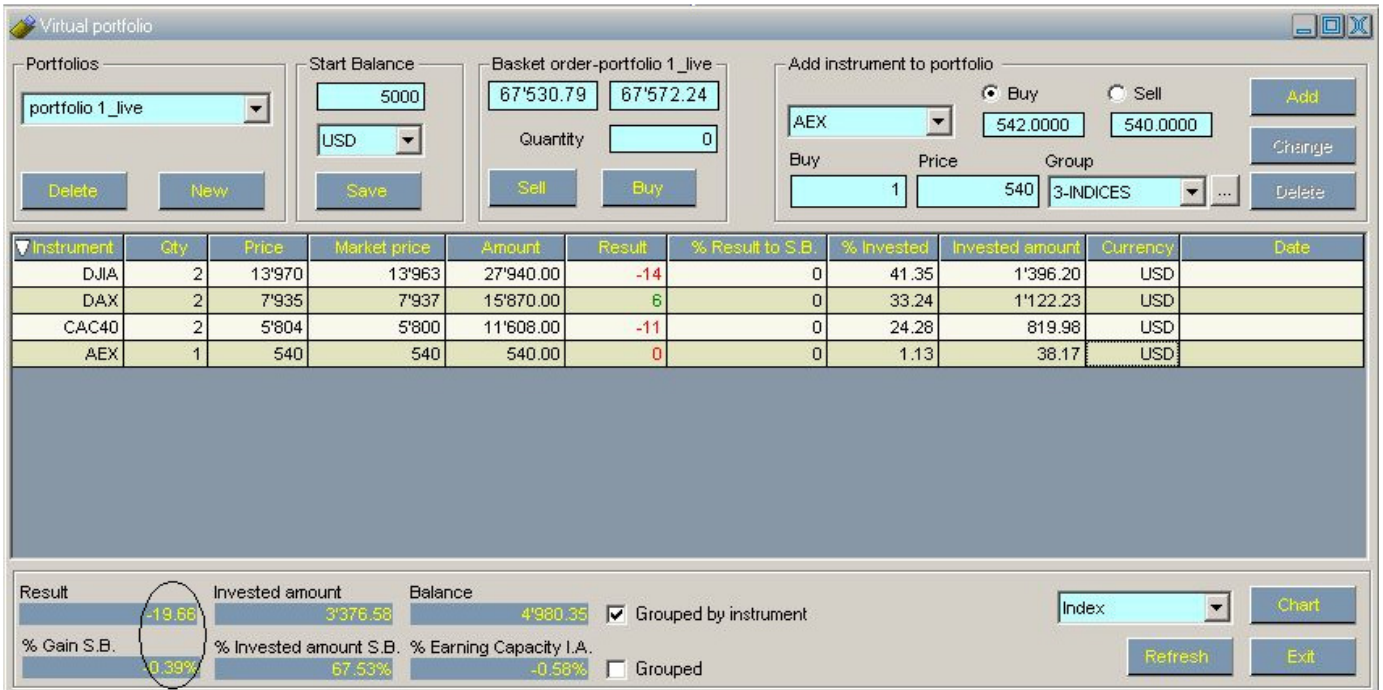 Virtual portfolio
Portfolios Start Balance Basket order-portfolio 1_live Add instrument to portfolio
portfolio 1_live 5000 67'530.79 67'572.24 Buy Sell Add
USD Quantity 0 AEX 542.0000 540.0000 Change
Buy Price Group
Delete New Save Sell Buy 1 540 3-INDICES ... Delete
Instrument Qty Price Market price Amount Result % Result to S.B. % Invested Invested amount Currency Date
DJIA 2 13'970 13'963 27'940.00 -14 0 41.35 1'396.20 USD
DAX 2 7'935 7'937 15'870.00 6 0 33.24 1'122.23 USD
CAC40 2 5'804 5'800 11'608.00 -11 0 24.28 819.98 USD
AEX 1 540 540 540.00 0 0 1.13 38.17 USD
Result Invested amount Balance
-19.66 3'376.58 4'980.35 Grouped by instrument Index Chart
% Gain S.B. % Invested amount S.B. % Earning Capacity I.A.
-0.39% 67.53% -0.58% Grouped Refresh Exit